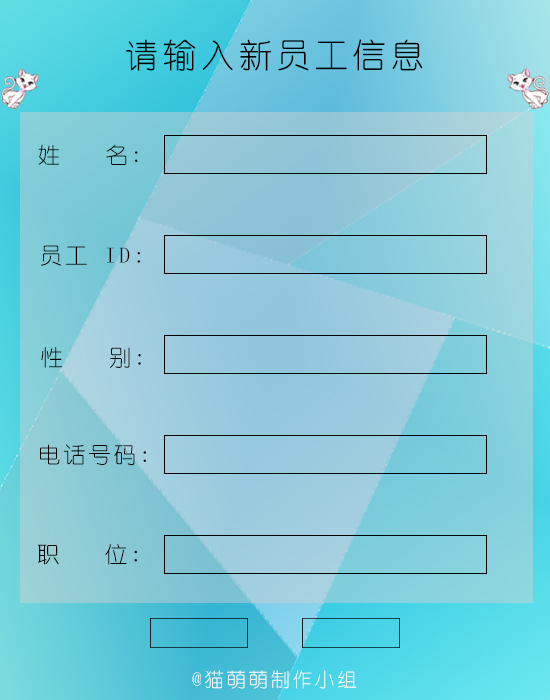 请输入新员工信息
姓 名：
员工 ID：
性 别：
电话号码：
职 位：
@猫萌萌制作小组